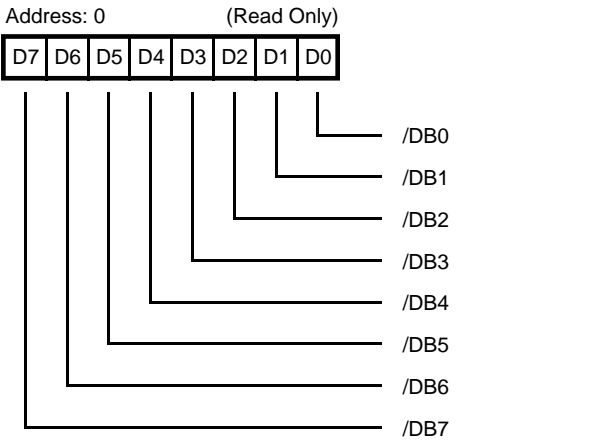 Address: 0 (Read Only)
D7 D6 D5 D4 D3 D2 D1 D0
/DB0
/DB1
/DB2
/DB3
/DB4
/DB5
/DB6
/DB7